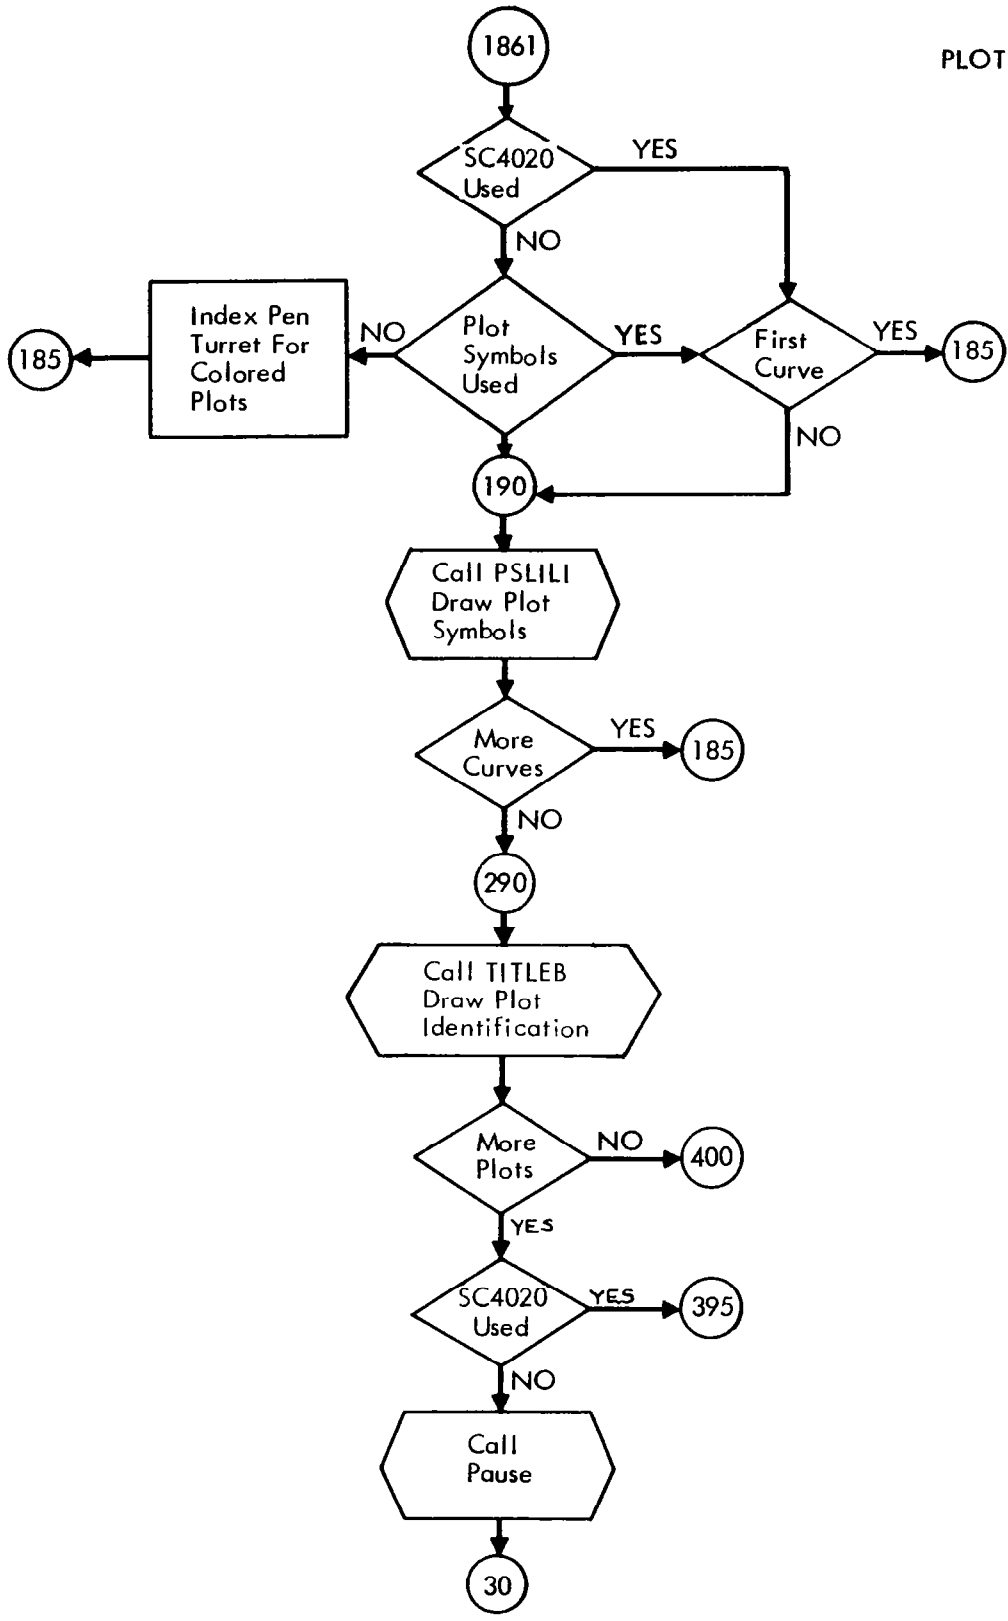 1861
PLOT
SC4020
Used
YES
NO
Index Pen
Turret For
Colored
Plots
185
NO
Plot
Symbols
Used
YES
First
Curve
YES
185
NO
190
Call PSLILI
Draw Plot
Symbols
More
Curves
YES
185
NO
290
Call TITLEB
Draw Plot
Identification
More
Plots
NO
400
YES
SC4020
Used
YES
395
NO
Call
Pause
30